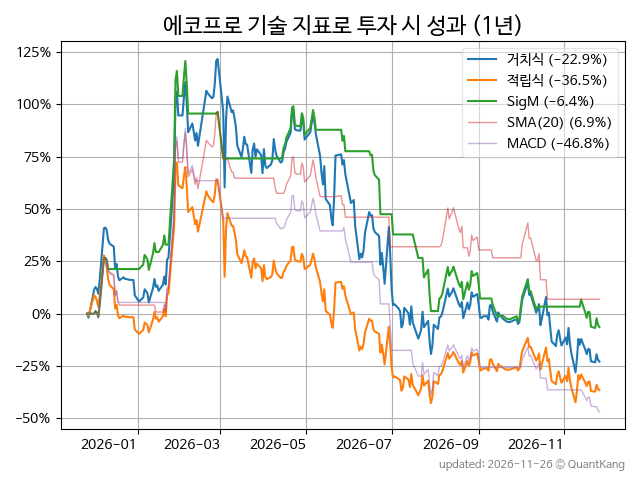 에코프로 기술 지표로 투자 시 성과 (1년)
125%
100%
75%
50%
25%
0%
−25%
−50%
거치식 (−22.9%)
적립식 (−36.5%)
SigM (−6.4%)
SMA(20) (6.9%)
MACD (−46.8%)
2026-01 2026-03 2026-05 2026-07 2026-09 2026-11
updated: 2026-11-26 © QuantKang